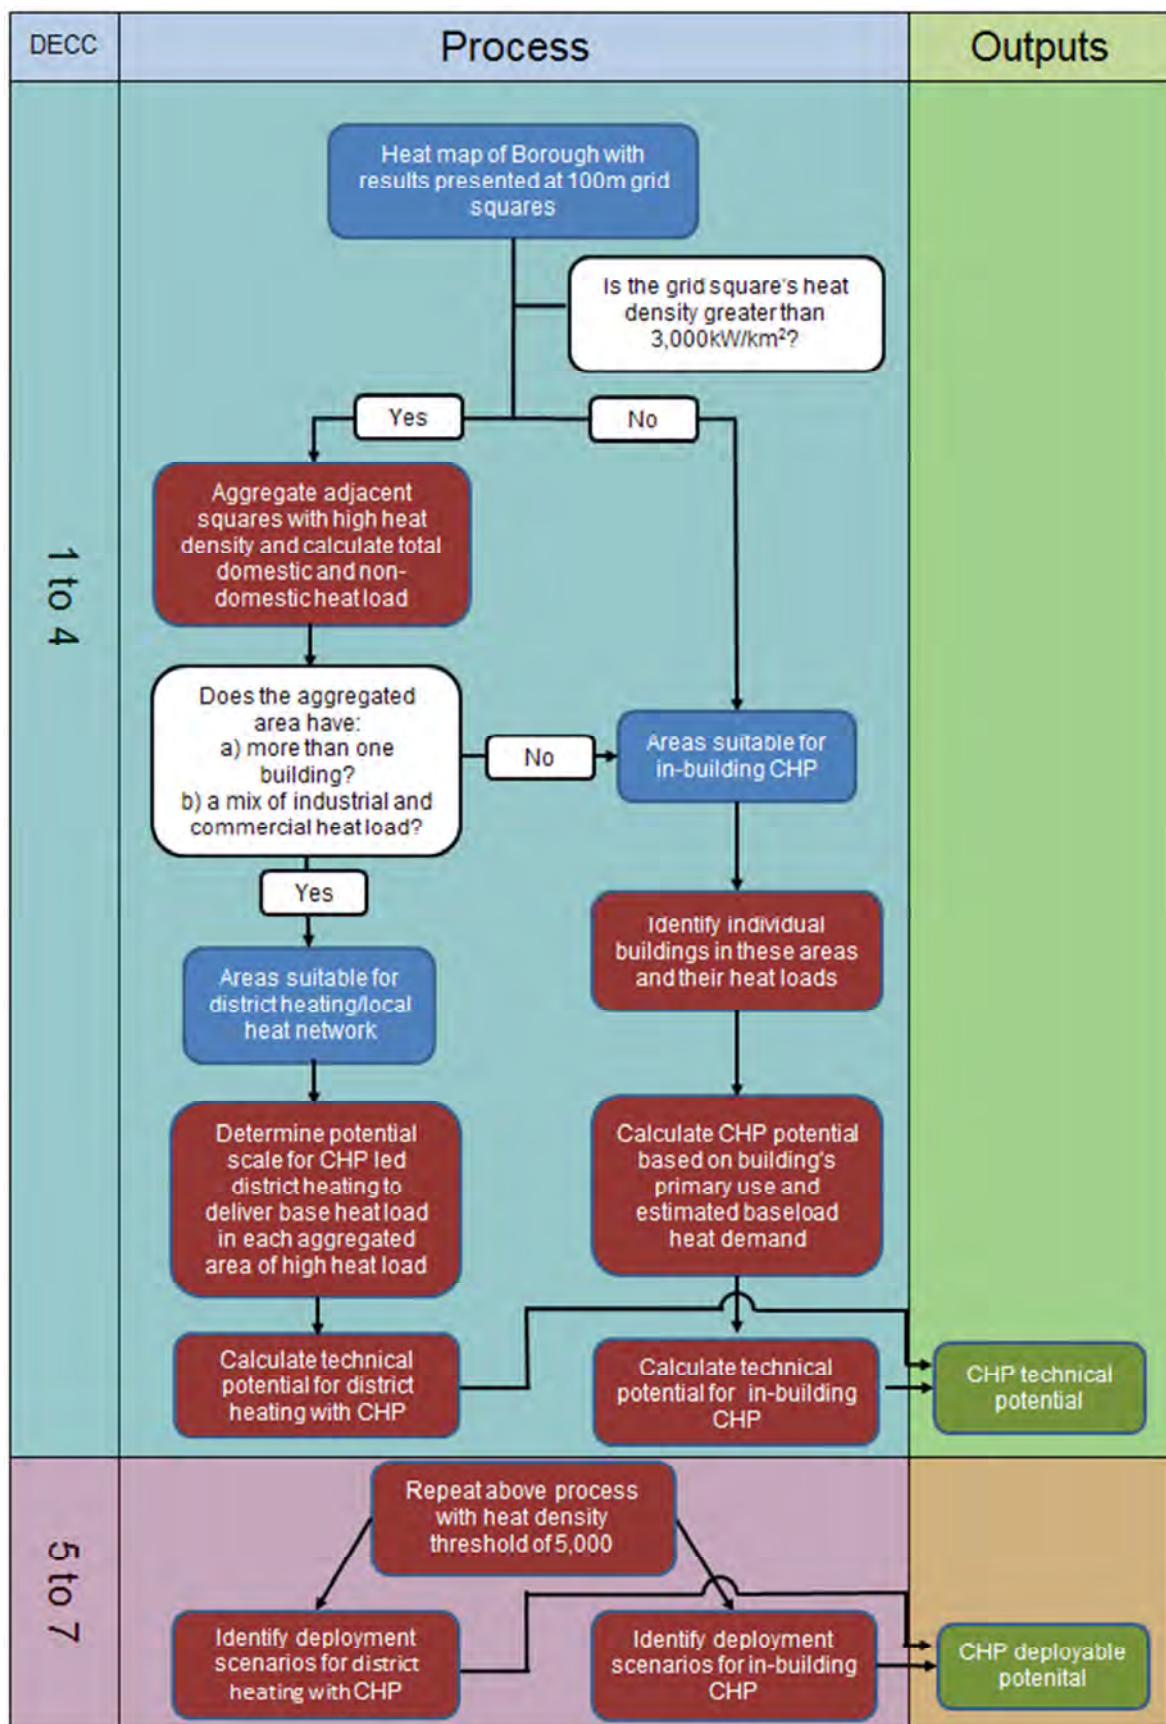 DECC
Process
Outputs
Heat map of Borough with
results presented at 100m grid
squares
Is the grid square's heat
density greater than
3,000kW/km²?
Yes
No
Aggregate adjacent
squares with high heat
density and calculate total
domestic and non-
domestic heat load
1 to 4
Does the aggregated
area have:
a) more than one
building?
b) a mix of industrial and
commercial heat load?
No
Areas suitable for
in-building CHP
Yes
Identify individual
buildings in these areas
and their heat loads
Areas suitable for
district heating/local
heat network
Determine potential
scale for CHP led
district heating to
deliver base heat load
in each aggregated
area of high heat load
Calculate CHP potential
based on building's
primary use and
estimated baseload
heat demand
Calculate technical
potential for district
heating with CHP
Calculate technical
potential for in-building
CHP
CHP technical
potential
5 to 7
Repeat above process
with heat density
threshold of 5,000
Identify deployment
scenarios for district
heating with CHP
Identify deployment
scenarios for in-building
CHP
CHP deployable
potenital